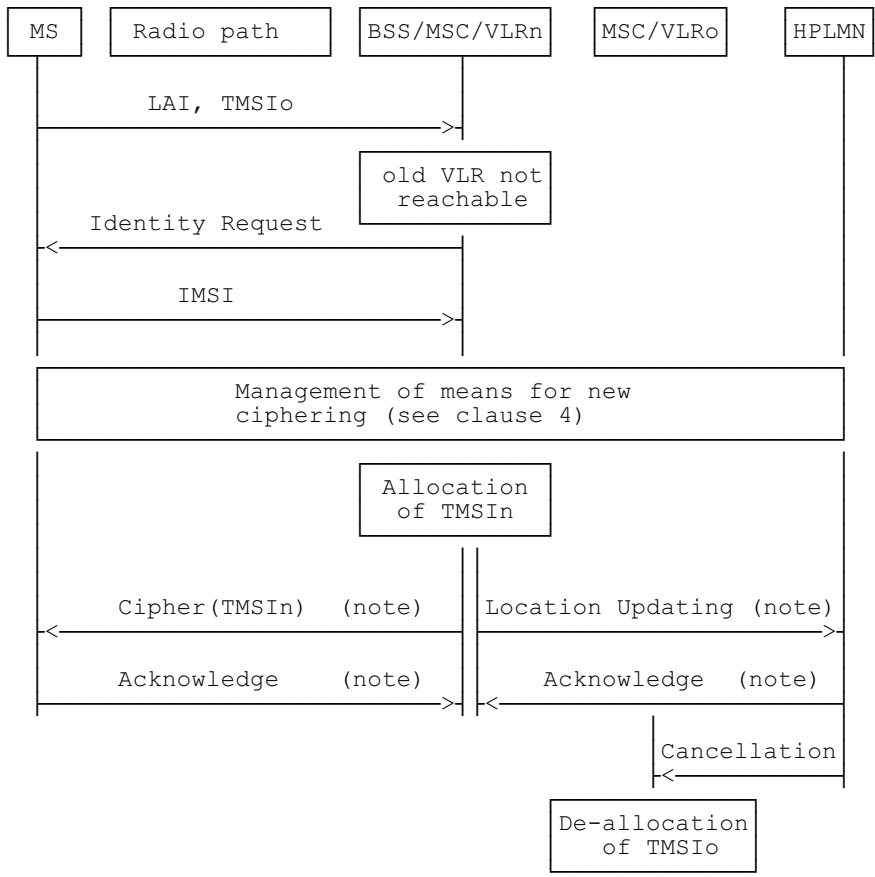 MS Radio path BSS/MSC/VLRn MSC/VLRo HPLMN
LAI, TMSIo
old VLR not
reachable
Identity Request
IMSI
Management of means for new
ciphering (see clause 4)
Allocation
of TMSIn
Cipher(TMSIn) (note) Location Updating (note)
Acknowledge (note) Acknowledge (note)
Cancellation
De-allocation
of TMSIo